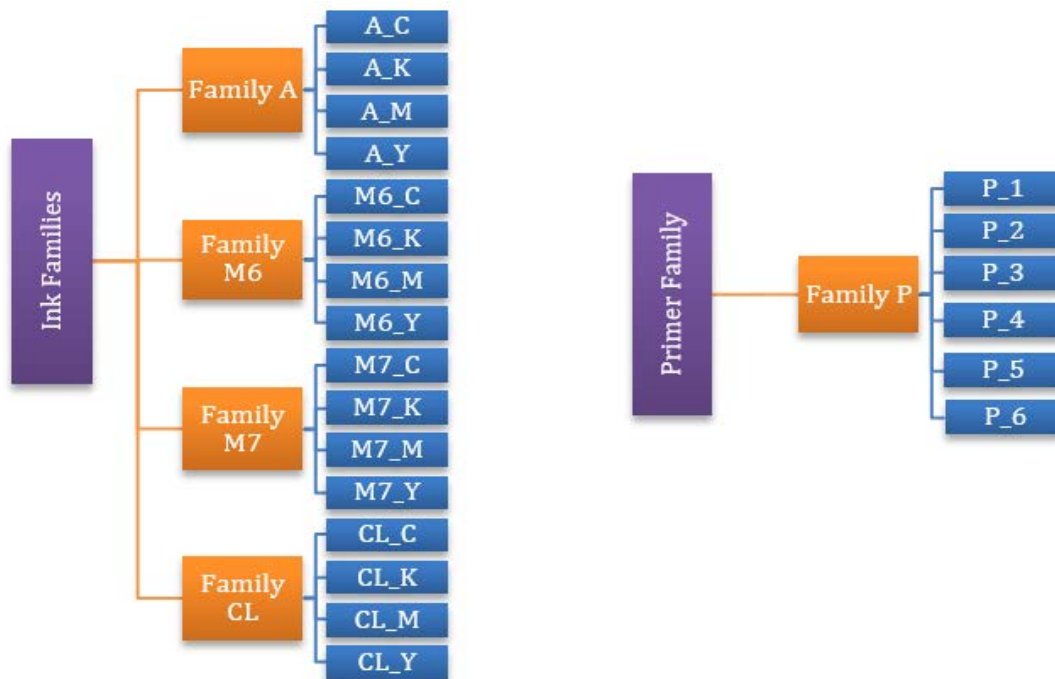 Ink Families
Family A
A_C
A_K
A_M
A_Y
Family
M6
M6_C
M6_K
M6_M
M6_Y
Family
M7
M7_C
M7_K
M7_M
M7_Y
Family
CL
CL_C
CL_K
CL_M
CL_Y
Primer Family
Family P
P_1
P_2
P_3
P_4
P_5
P_6